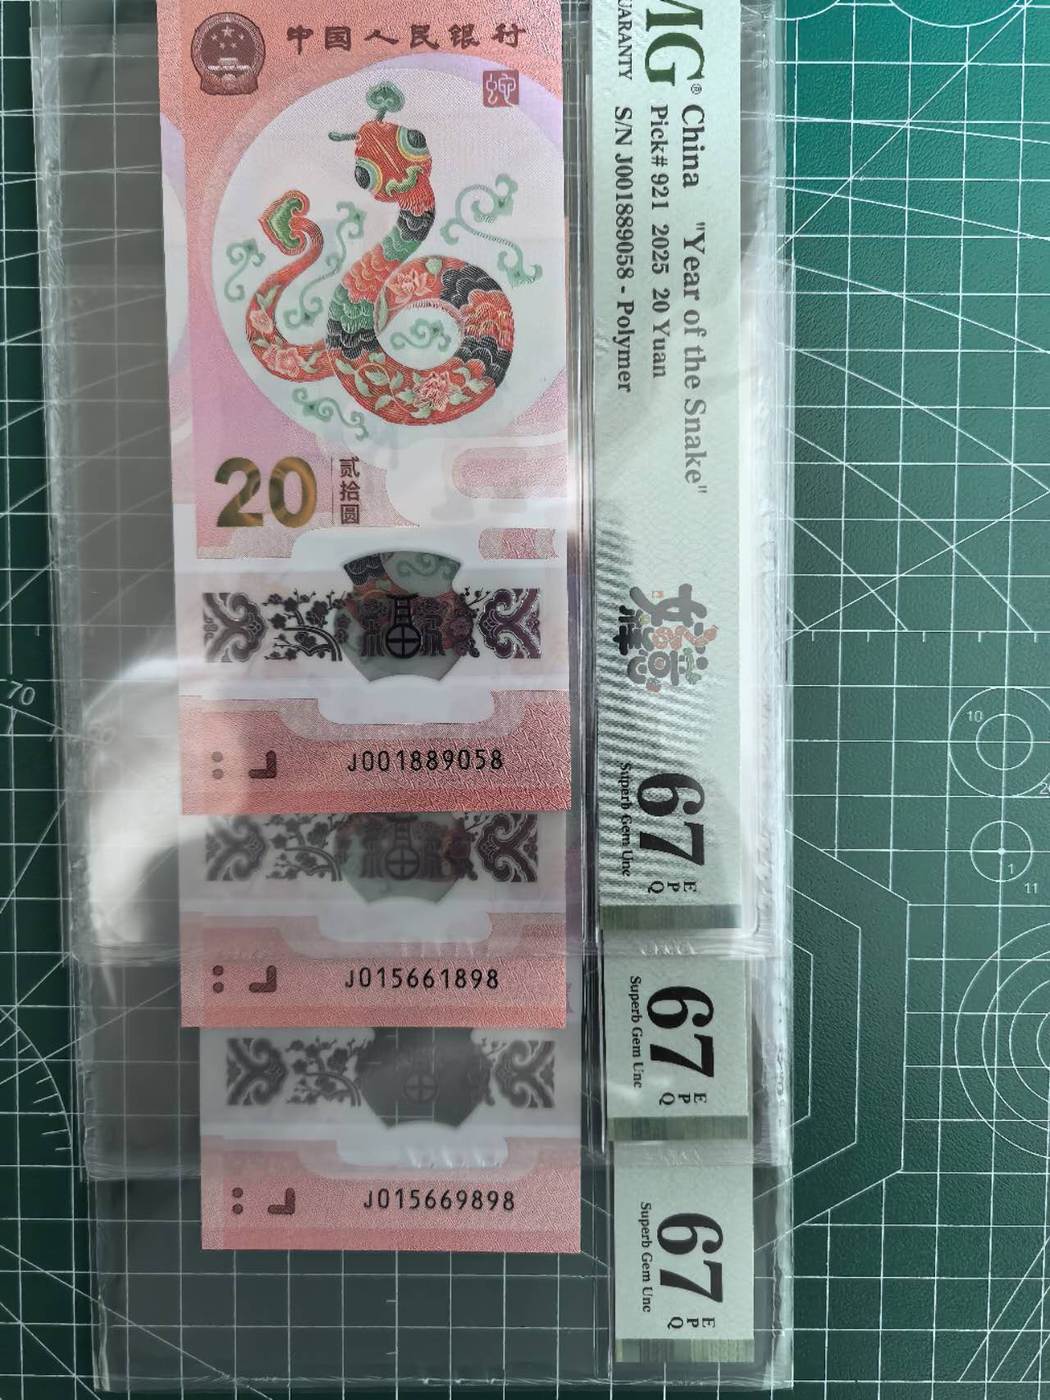 中国人民银行
20
贰拾圆
J001889058
J015661898
J015669898
MG®
UARANTY
China "Year of the Snake"
Pick# 921 2025 20 Yuan
S/N J001889058 - Polymer
67 EPQ
Superb Gem Unc
67 EPQ
Superb Gem Unc
67 EPQ
Superb Gem Unc
70
10
1
11